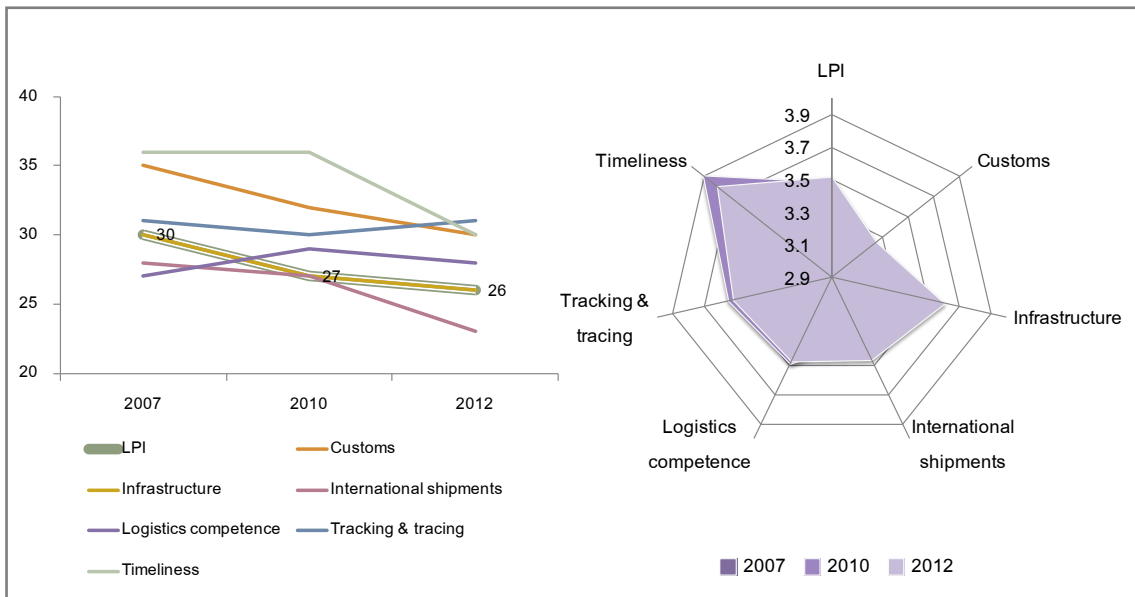 40
35
30
25
20
30
27
26
2007
2010
2012
LPI
Customs
Infrastructure
International shipments
Logistics competence
Tracking & tracing
Timeliness
LPI
3.9
3.7
3.5
3.3
3.1
2.9
Customs
Infrastructure
International
shipments
Logistics
competence
Tracking &
tracing
Timeliness
2007
2010
2012